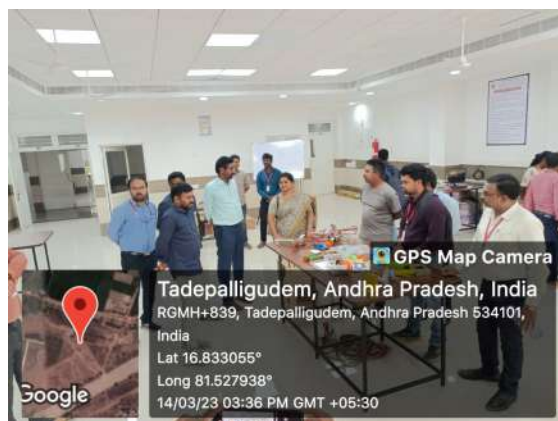 GPS Map Camera
Tadepalligudem, Andhra Pradesh, India
RGMH+839, Tadepalligudem, Andhra Pradesh 534101,
India
Lat 16.833055°
Long 81.527938°
14/03/23 03:36 PM GMT +05:30
Google